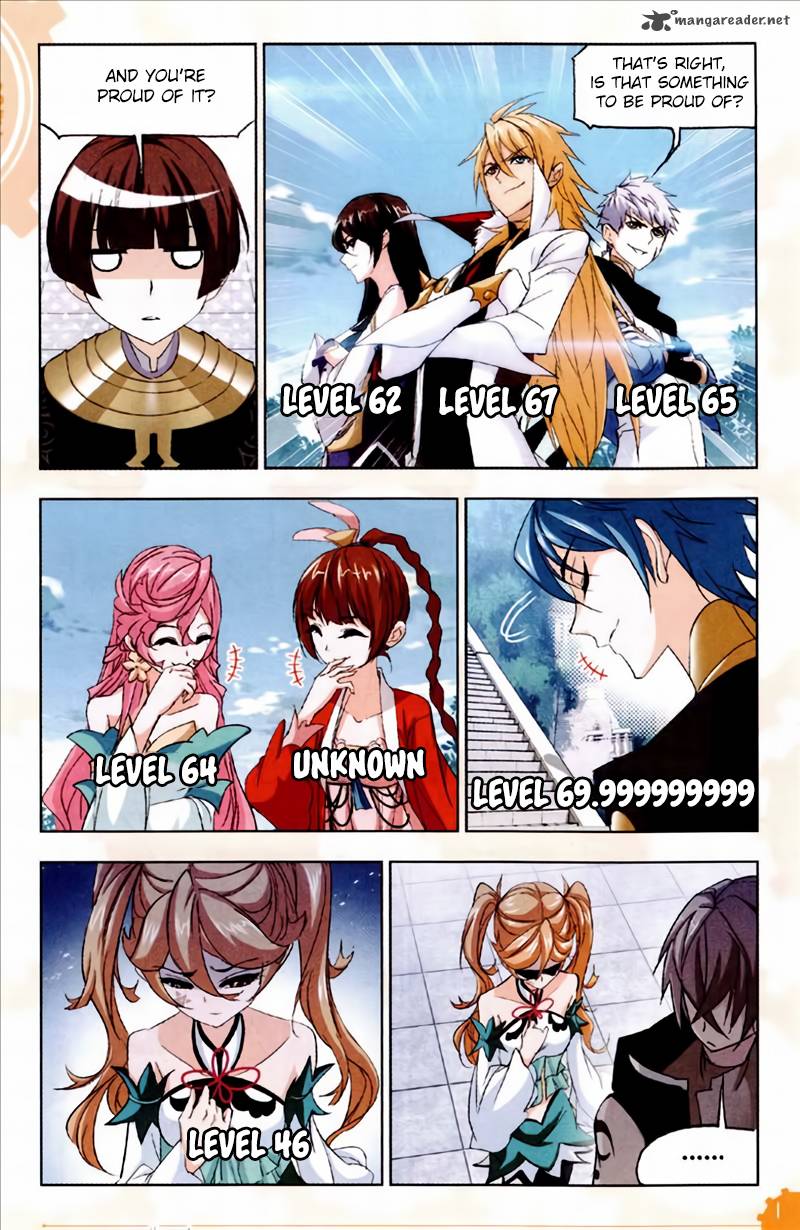 mangareader.net
AND YOU'RE
PROUD OF IT?
THAT'S RIGHT,
IS THAT SOMETHING
TO BE PROUD OF?
LEVEL 62
LEVEL 67
LEVEL 65
LEVEL 64
UNKNOWN
LEVEL 69.999999999
LEVEL 46
......
1